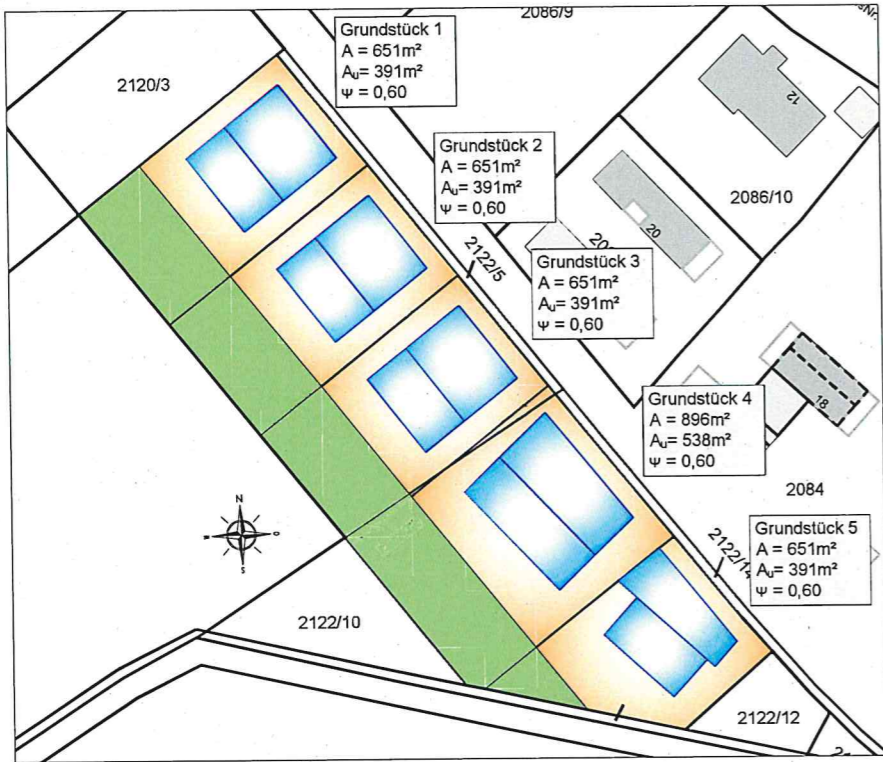 2086/9
Grundstück 1
A = 651m²
Aᵤ= 391m²
Ψ = 0,60
2120/3
12
Grundstück 2
A = 651m²
Aᵤ= 391m²
Ψ = 0,60
2086/10
20
2122/5
Grundstück 3
A = 651m²
Aᵤ= 391m²
Ψ = 0,60
Grundstück 4
A = 896m²
Aᵤ= 538m²
Ψ = 0,60
18
2084
N
S
2122/12
Grundstück 5
A = 651m²
Aᵤ= 391m²
Ψ = 0,60
2122/10